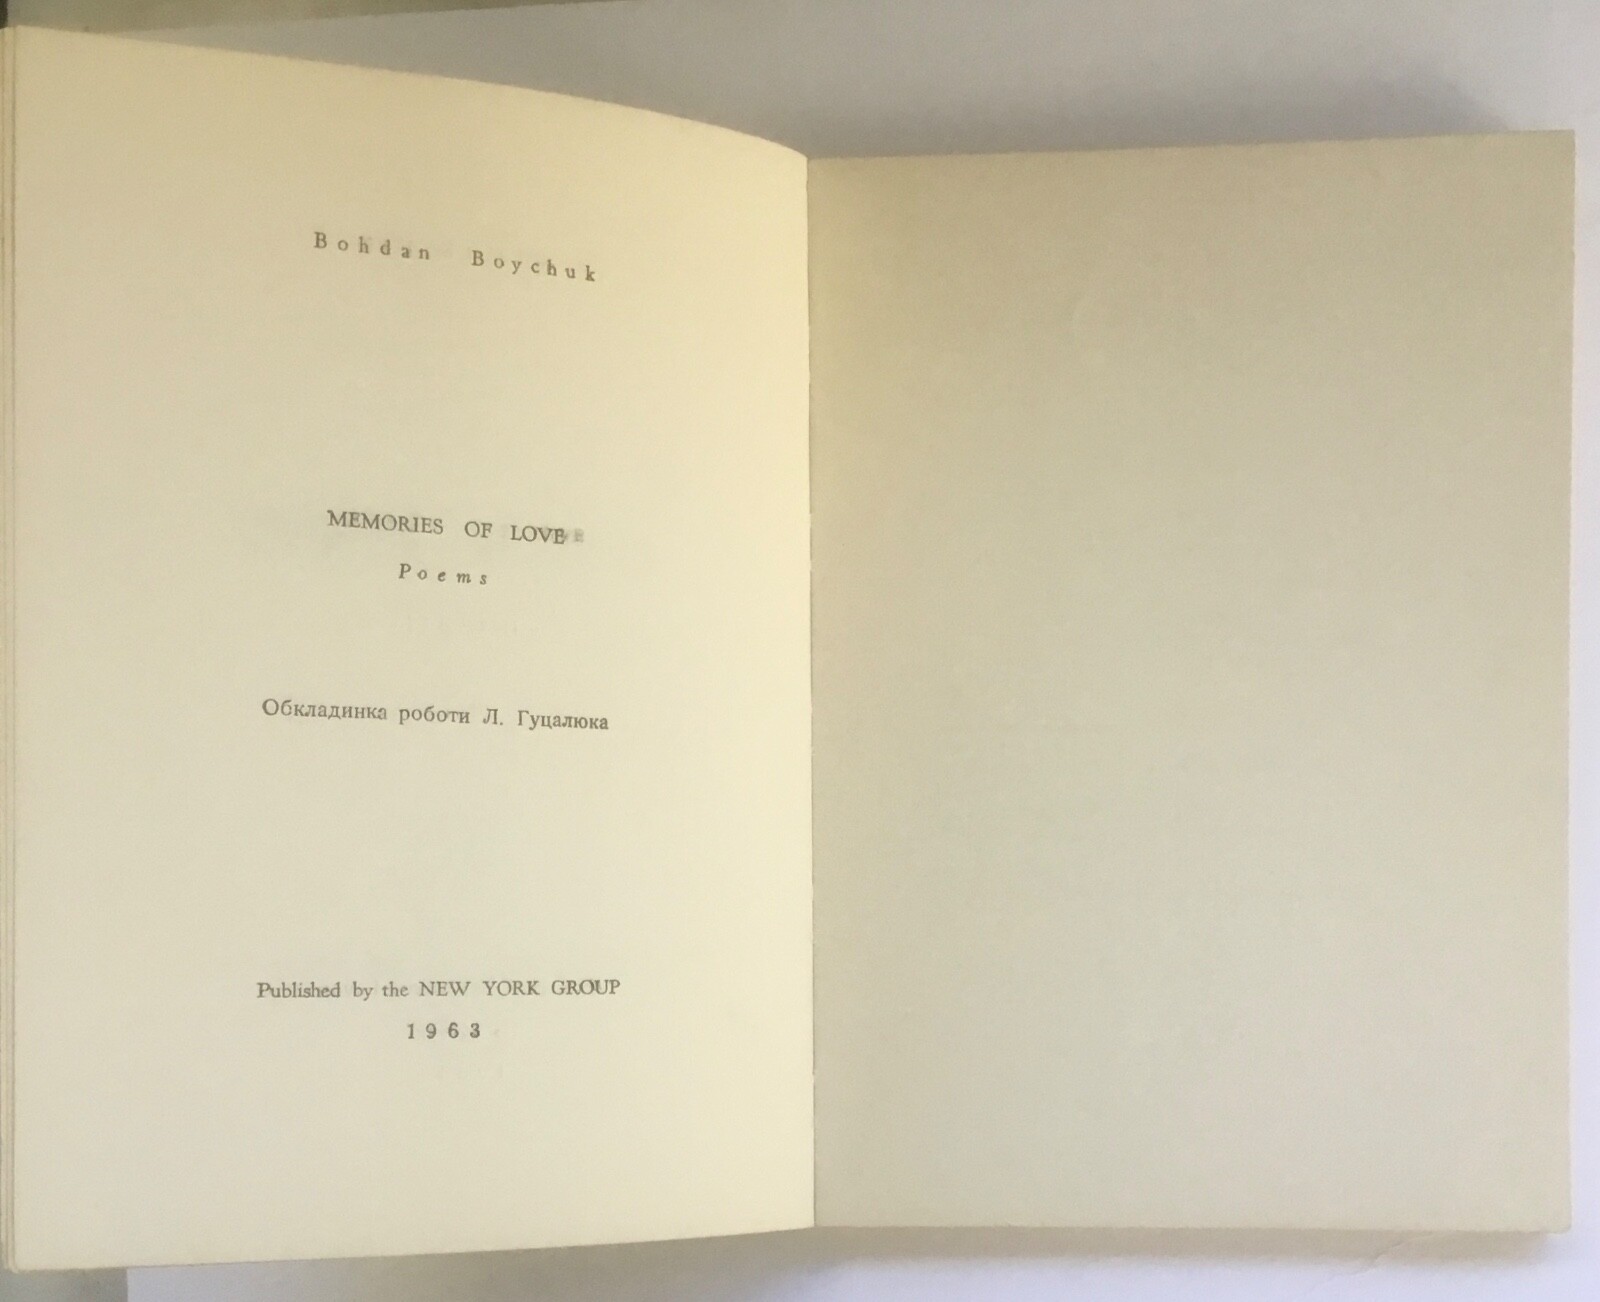 Bohdan Boychuk
MEMORIES OF LOVE
Poems
Обкладинка роботи Л. Гуцалюка
Published by the NEW YORK GROUP
1963